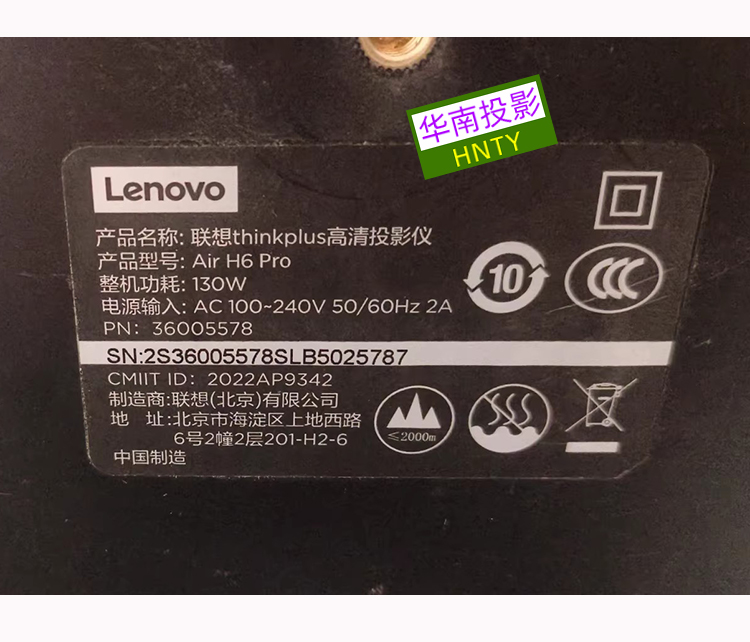 华南投影
HNTY
Lenovo
产品名称: 联想thinkplus高清投影仪
产品型号: Air H6 Pro
整机功耗: 130W
电源输入: AC 100~240V 50/60Hz 2A
PN: 36005578
SN:2S36005578SLB5025787
CMIIT ID: 2022AP9342
制造商:联想(北京)有限公司
地 址:北京市海淀区上地西路
6号2幢2层201-H2-6
中国制造
10
CCC
≤2000m